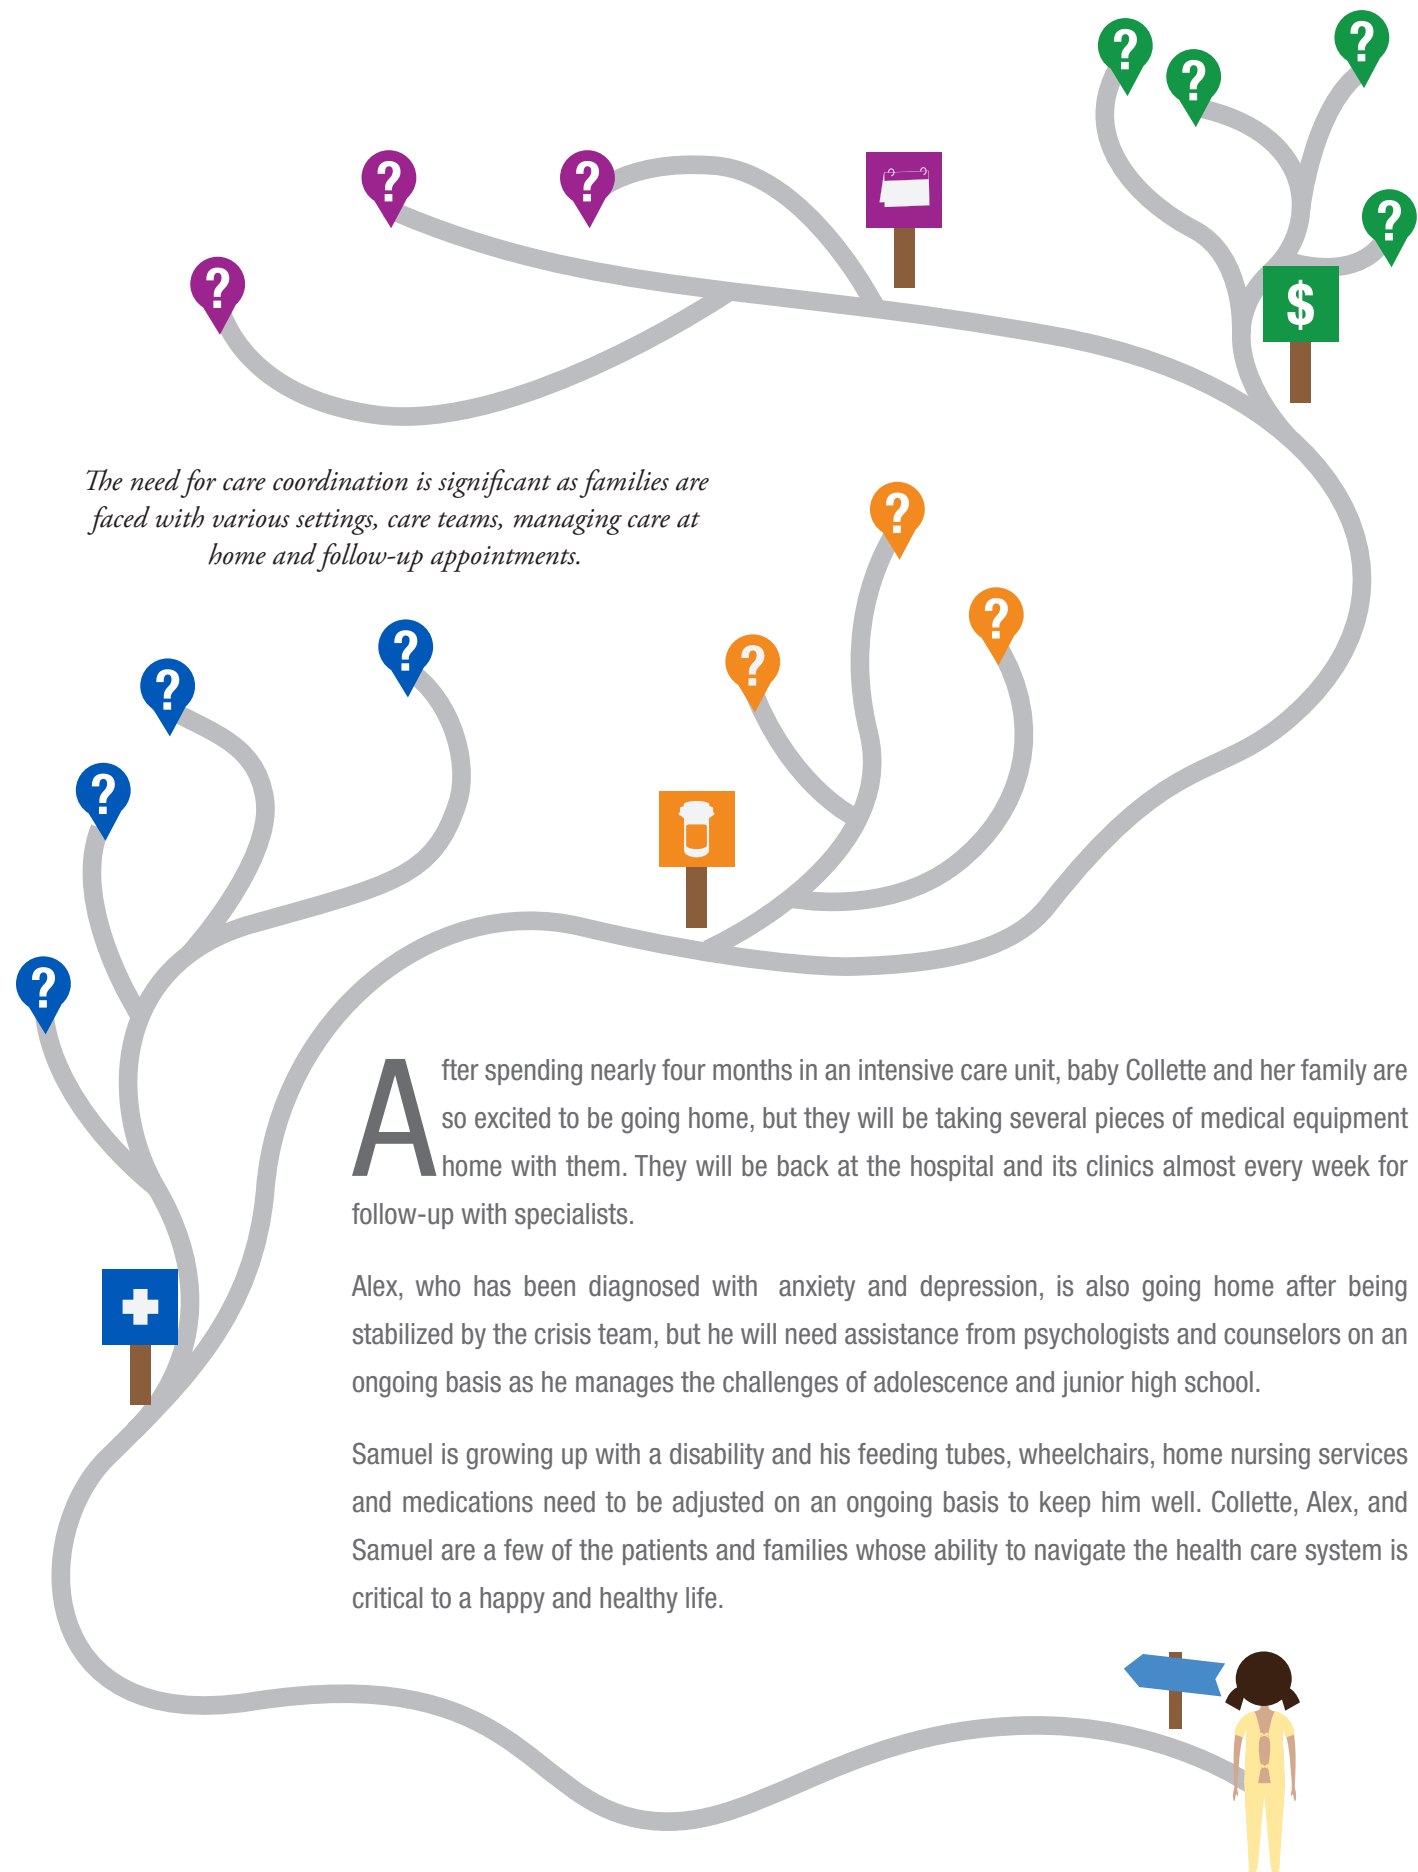 ?
?
?
?
?
?
?
$
The need for care coordination is significant as families are
faced with various settings, care teams, managing care at
home and follow-up appointments.
?
?
?
?
?
?
?
After spending nearly four months in an intensive care unit, baby Collette and her family are
so excited to be going home, but they will be taking several pieces of medical equipment
home with them. They will be back at the hospital and its clinics almost every week for
follow-up with specialists.
Alex, who has been diagnosed with anxiety and depression, is also going home after being
stabilized by the crisis team, but he will need assistance from psychologists and counselors on an
ongoing basis as he manages the challenges of adolescence and junior high school.
Samuel is growing up with a disability and his feeding tubes, wheelchairs, home nursing services
and medications need to be adjusted on an ongoing basis to keep him well. Collette, Alex, and
Samuel are a few of the patients and families whose ability to navigate the health care system is
critical to a happy and healthy life.